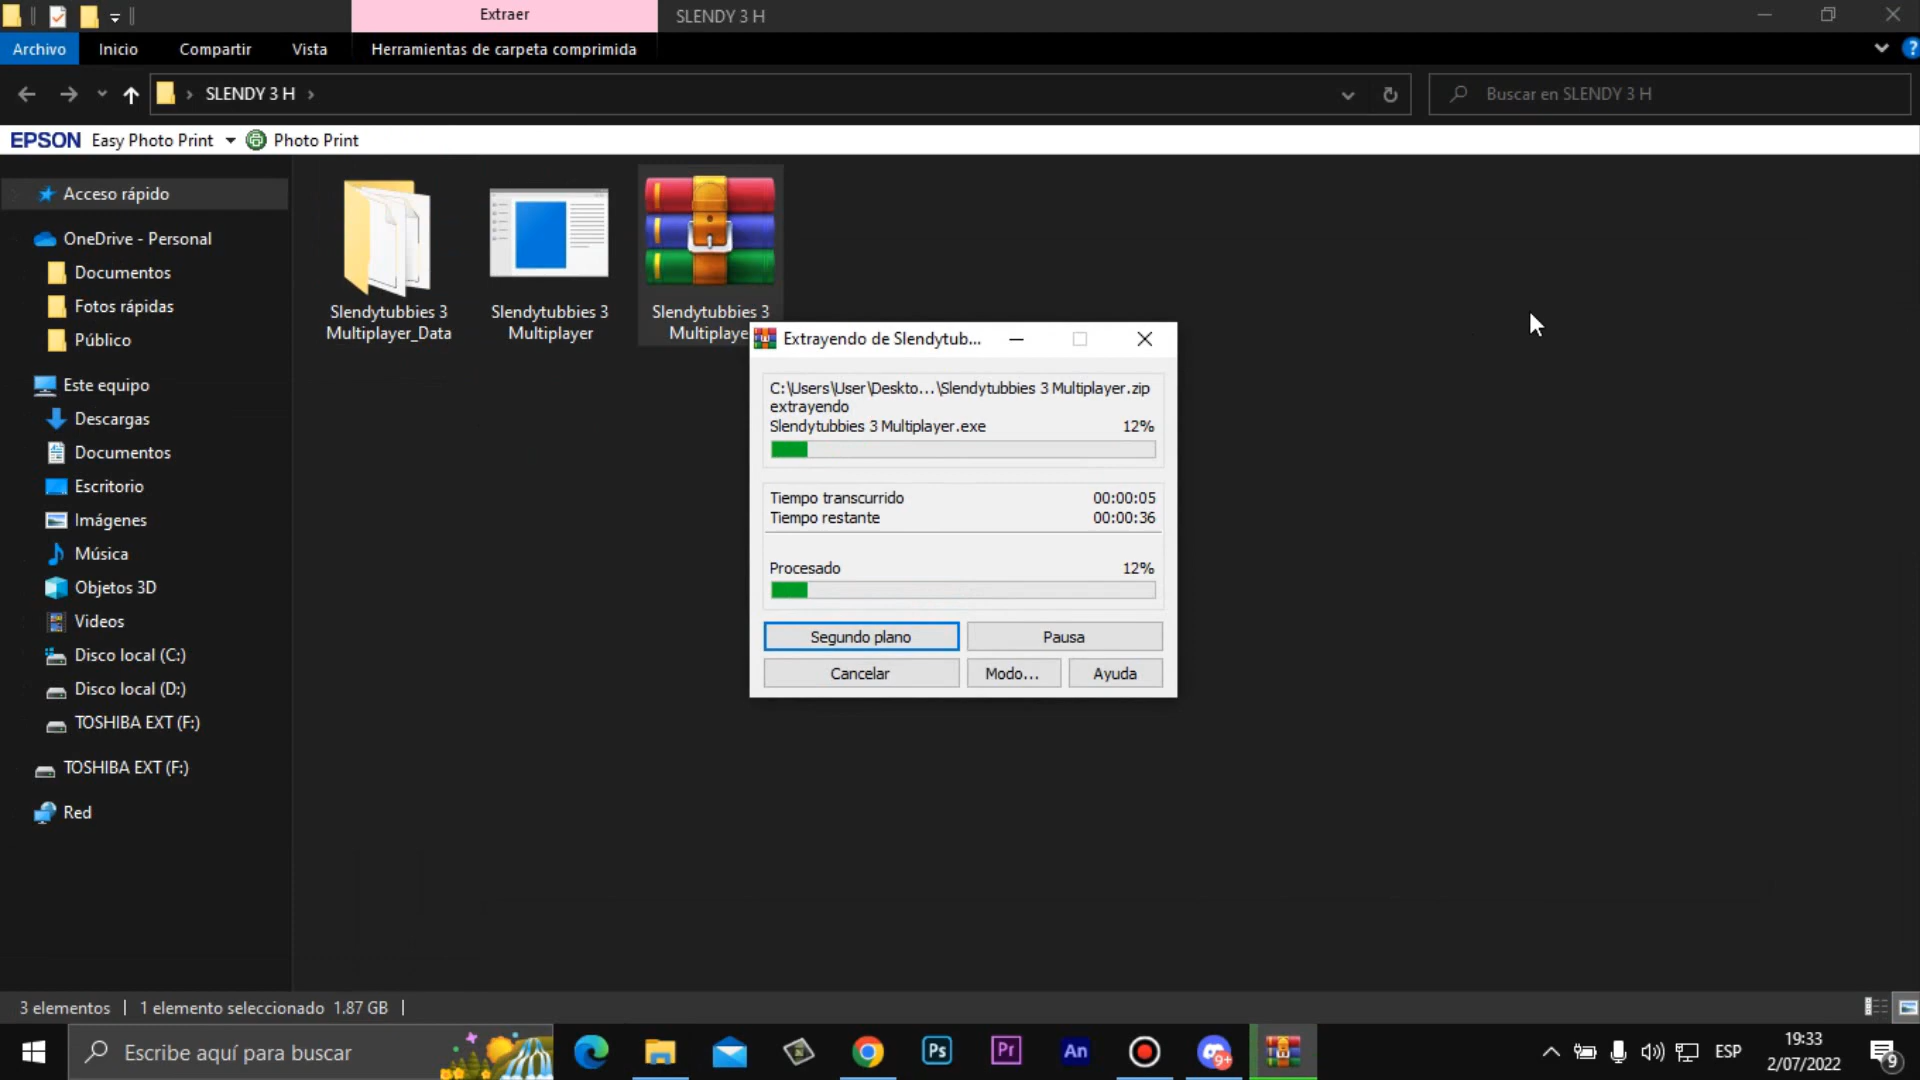 Extraer
SLENDY 3 H
Archivo
Inicio
Compartir
Vista
Herramientas de carpeta comprimida
?
SLENDY 3 H
Buscar en SLENDY 3 H
EPSON
Easy Photo Print
Photo Print
Acceso rápido
OneDrive - Personal
Documentos
Fotos rápidas
Público
Este equipo
Descargas
Documentos
Escritorio
Imágenes
Música
Objetos 3D
Videos
Disco local (C:)
Disco local (D:)
TOSHIBA EXT (F:)
TOSHIBA EXT (F:)
Red
Slendytubbies 3
Multiplayer_Data
Slendytubbies 3
Multiplayer
Slendytubbies 3
Multiplaye
Extrayendo de Slendytub...
C:\Users\User\Deskto...\Slendytubbies 3 Multiplayer.zip
extrayendo
Slendytubbies 3 Multiplayer.exe 12%
Tiempo transcurrido 00:00:05
Tiempo restante 00:00:36
Procesado 12%
Segundo plano
Pausa
Cancelar
Modo...
Ayuda
3 elementos
1 elemento seleccionado 1.87 GB
Escribe aquí para buscar
Ps
Pr
An
9+
ESP
19:33
2/07/2022
9